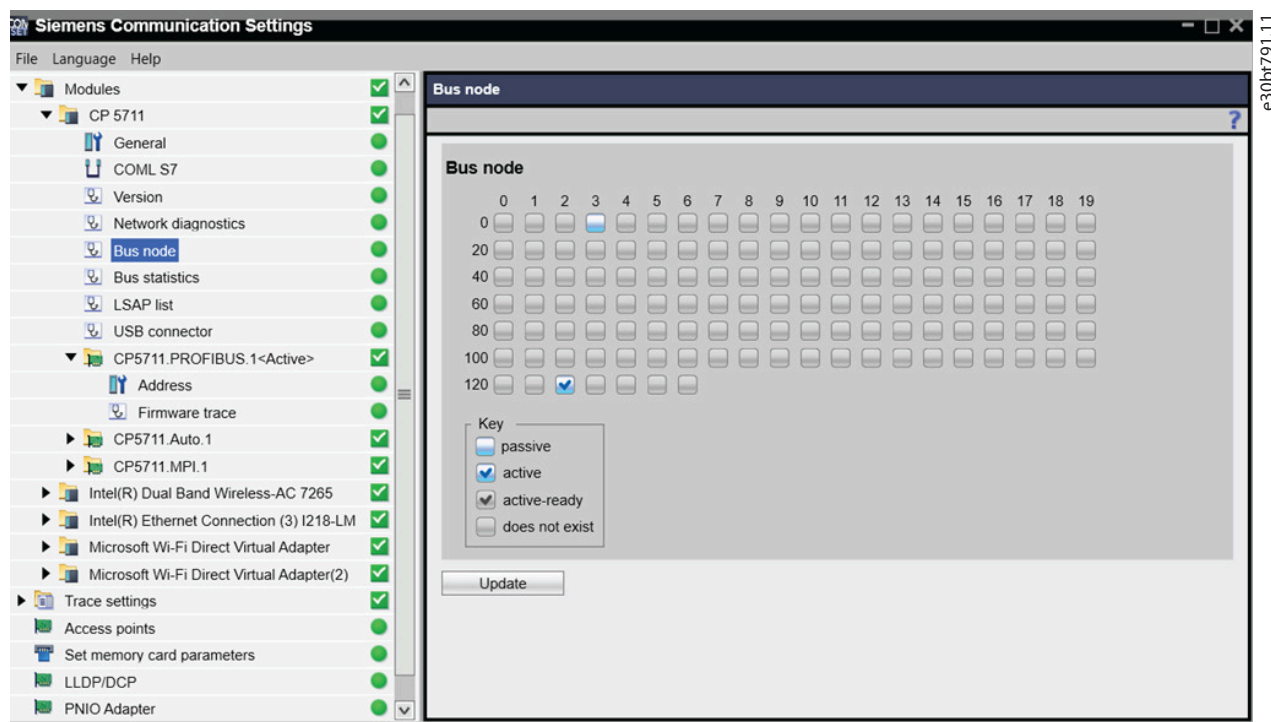 Siemens Communication Settings
File Language Help
Modules
CP 5711
General
COML S7
Version
Network diagnostics
Bus node
Bus statistics
LSAP list
USB connector
CP5711.PROFIBUS.1<Active>
Address
Firmware trace
CP5711.Auto.1
CP5711.MPI.1
Intel(R) Dual Band Wireless-AC 7265
Intel(R) Ethernet Connection (3) I218-LM
Microsoft Wi-Fi Direct Virtual Adapter
Microsoft Wi-Fi Direct Virtual Adapter(2)
Trace settings
Access points
Set memory card parameters
LLDP/DCP
PNIO Adapter
Bus node
?
Bus node
0 1 2 3 4 5 6 7 8 9 10 11 12 13 14 15 16 17 18 19
0
20
40
60
80
100
120
Key
passive
active
active-ready
does not exist
Update
e30bt791.11